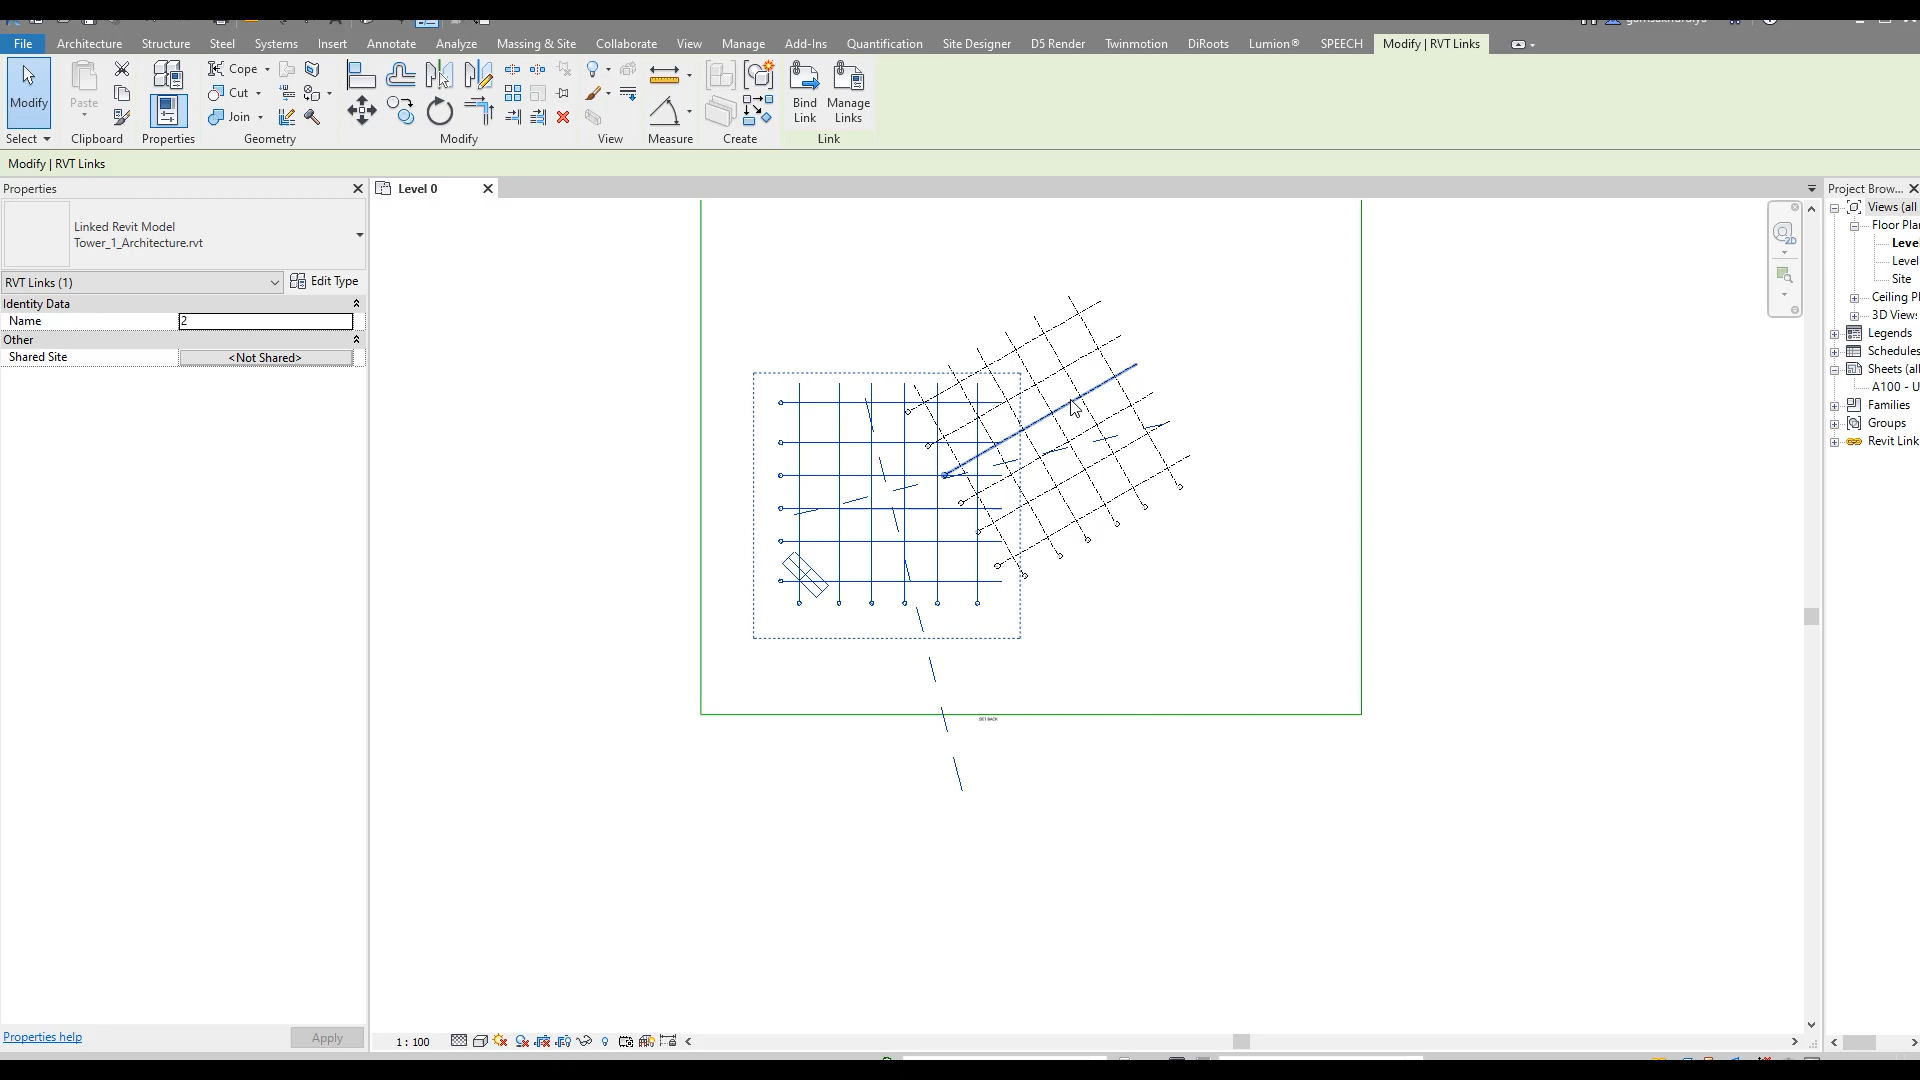 File Architecture Structure Steel Systems Insert Annotate Analyze Massing & Site Collaborate View Manage Add-Ins Quantification Site Designer D5 Render Twinmotion DiRoots Lumion® SPEECH Modify | RVT Links
Modify Paste Cope Cut Join Bind Link Manage Links
Select Clipboard Properties Geometry Modify View Measure Create Link
Modify | RVT Links
Properties
Linked Revit Model
Tower_1_Architecture.rvt
RVT Links (1) Edit Type
Identity Data
Name 2
Other
Shared Site <Not Shared>
Properties help Apply
Level 0
SET BACK
1 : 100
Project Brow...
Views (all
Floor Pla
Leve
Level
Site
Ceiling Pl
3D Views
Legends
Schedules
Sheets (all
A100 - U
Families
Groups
Revit Link